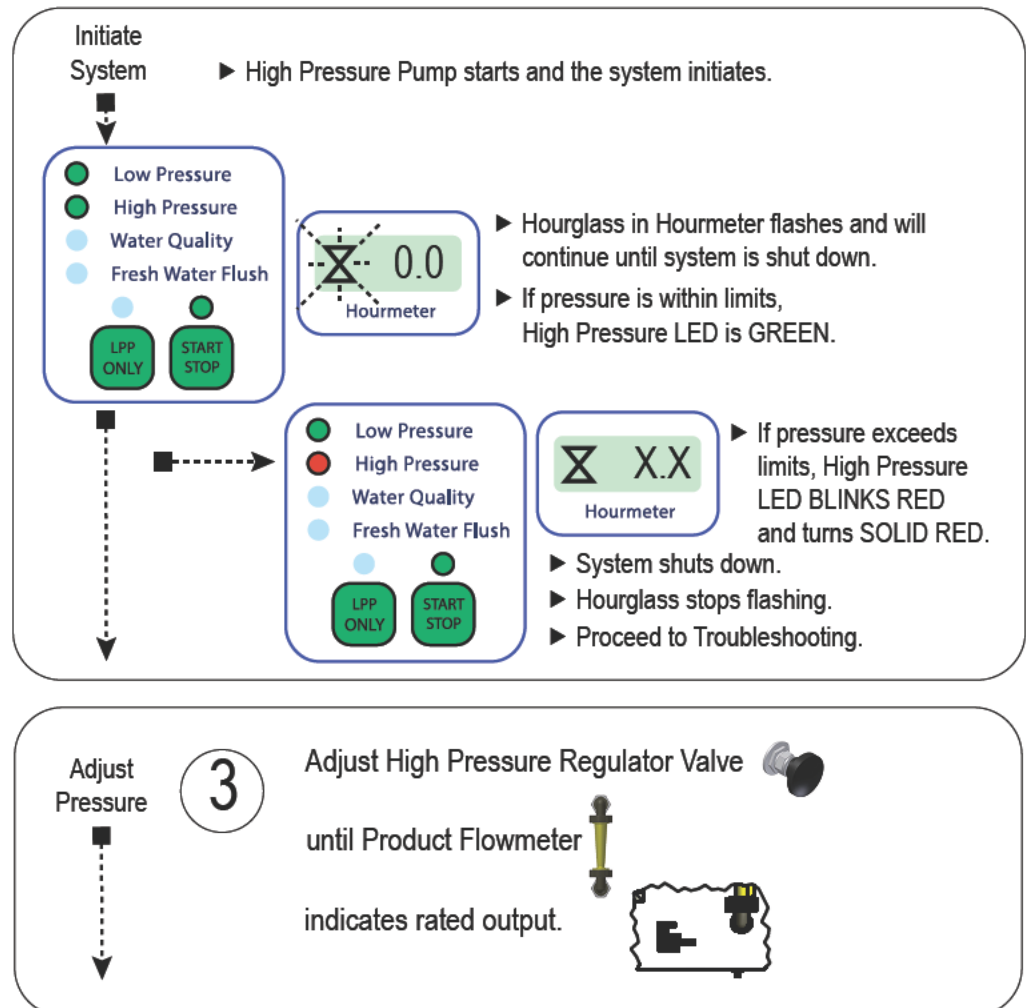 Initiate
System
▶ High Pressure Pump starts and the system initiates.
Low Pressure
High Pressure
Water Quality
Fresh Water Flush
LPP
ONLY
START
STOP
0.0
Hourmeter
▶ Hourglass in Hourmeter flashes and will
continue until system is shut down.
▶ If pressure is within limits,
High Pressure LED is GREEN.
Low Pressure
High Pressure
Water Quality
Fresh Water Flush
LPP
ONLY
START
STOP
X.X
Hourmeter
▶ If pressure exceeds
limits, High Pressure
LED BLINKS RED
and turns SOLID RED.
▶ System shuts down.
▶ Hourglass stops flashing.
▶ Proceed to Troubleshooting.
Adjust
Pressure
3
Adjust High Pressure Regulator Valve
until Product Flowmeter
indicates rated output.